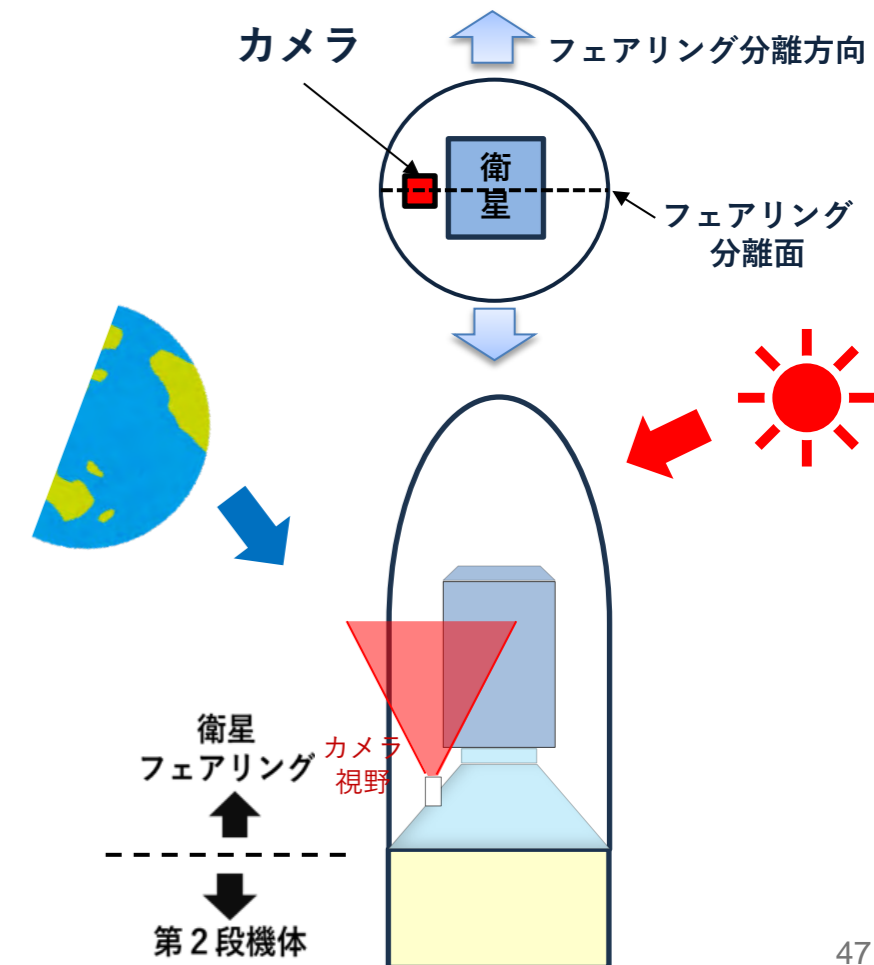 カメラ
フェアリング分離方向
衛
星
フェアリング
分離面
衛星
フェアリング
カメラ
視野
第２段機体
47